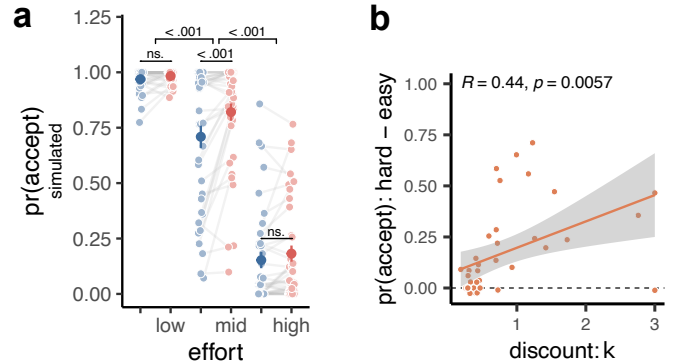 a
< .001 < .001
ns. < .001
ns.
1.25
1.00
0.75
0.50
0.25
0.00
pr(accept)
simulated
low mid high
effort
b
R = 0.44, p = 0.0057
1.00
0.75
0.50
0.25
0.00
pr(accept): hard − easy
1 2 3
discount: k